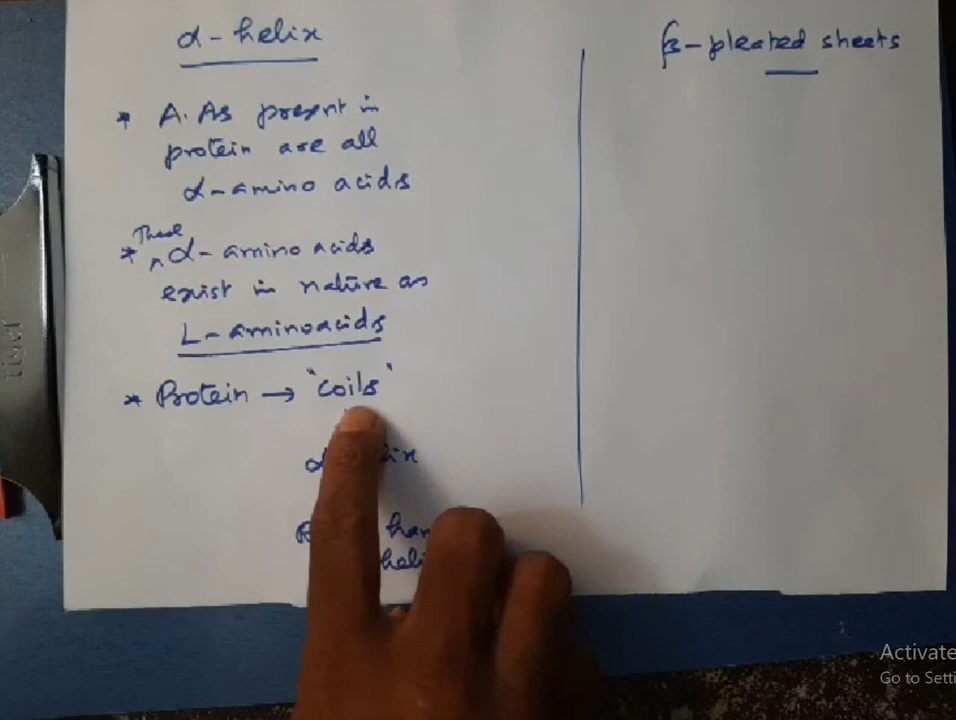 α-helix
* A.As present in
protein are all
α-amino acids
* These α-amino acids
exist in nature as
L-aminoacids
* Protein → "coils"
β-pleated sheets
Activate
Go to Setti